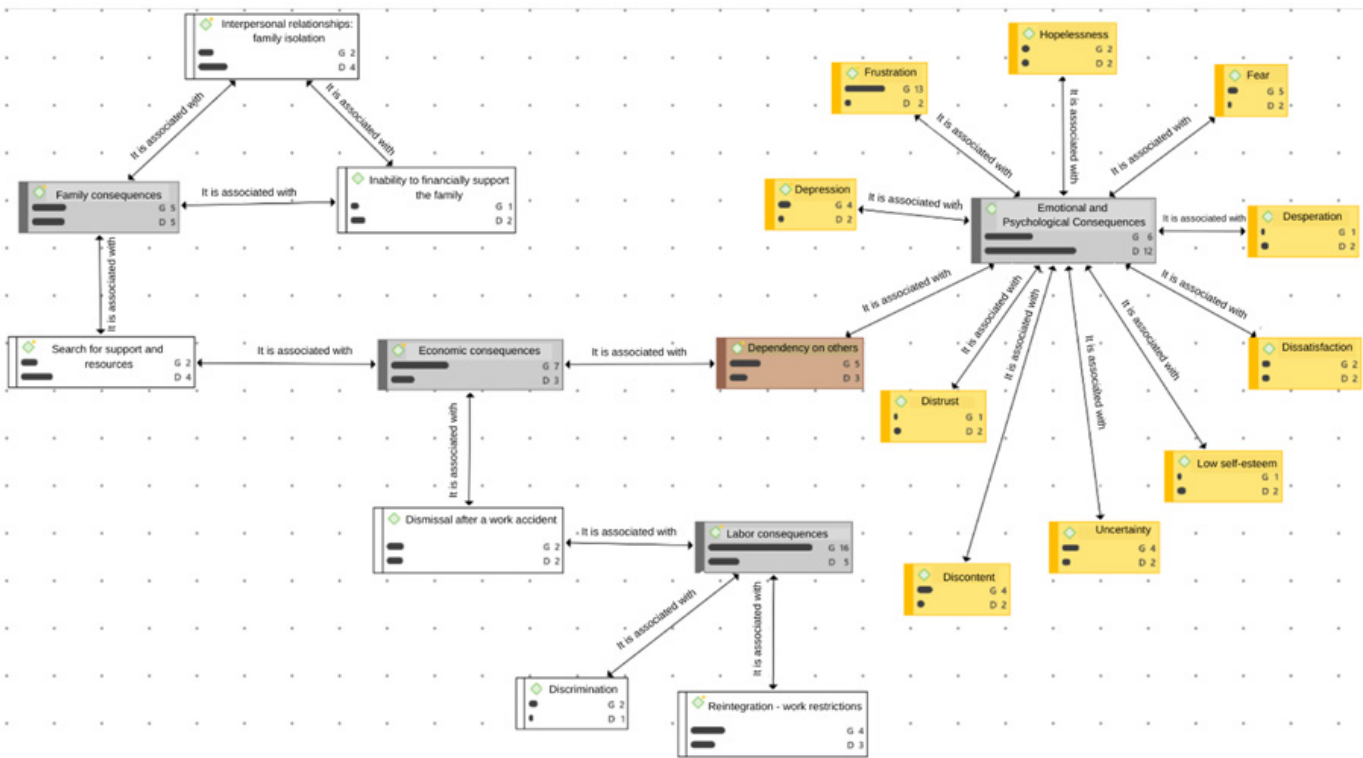 Interpersonal relationships:
family isolation
G 2
D 4
It is associated with
It is associated with
Family consequences
G 5
D 5
It is associated with
Inability to financially support
the family
G 1
D 2
It is associated with
Search for support and
resources
G 2
D 4
It is associated with
Economic consequences
G 7
D 3
It is associated with
Dependency on others
G 5
D 3
It is associated with
Dismissal after a work accident
G 2
D 2
It is associated with
Labor consequences
G 16
D 5
It is associated with
It is associated with
Discrimination
G 2
D 1
Reintegration - work restrictions
G 4
D 3
Hopelessness
G 2
D 2
Frustration
G 13
D 2
Fear
G 5
D 2
It is associated with
It is associated with
It is associated with
Depression
G 4
D 2
It is associated with
Emotional and
Psychological Consequences
G 6
D 12
It is associated with
Desperation
G 1
D 2
It is associated with
It is associated with
It is associated with
It is associated with
It is associated with
It is associated with
Dissatisfaction
G 2
D 2
Distrust
G 1
D 2
Low self-esteem
G 1
D 2
Uncertainty
G 4
D 2
Discontent
G 4
D 2